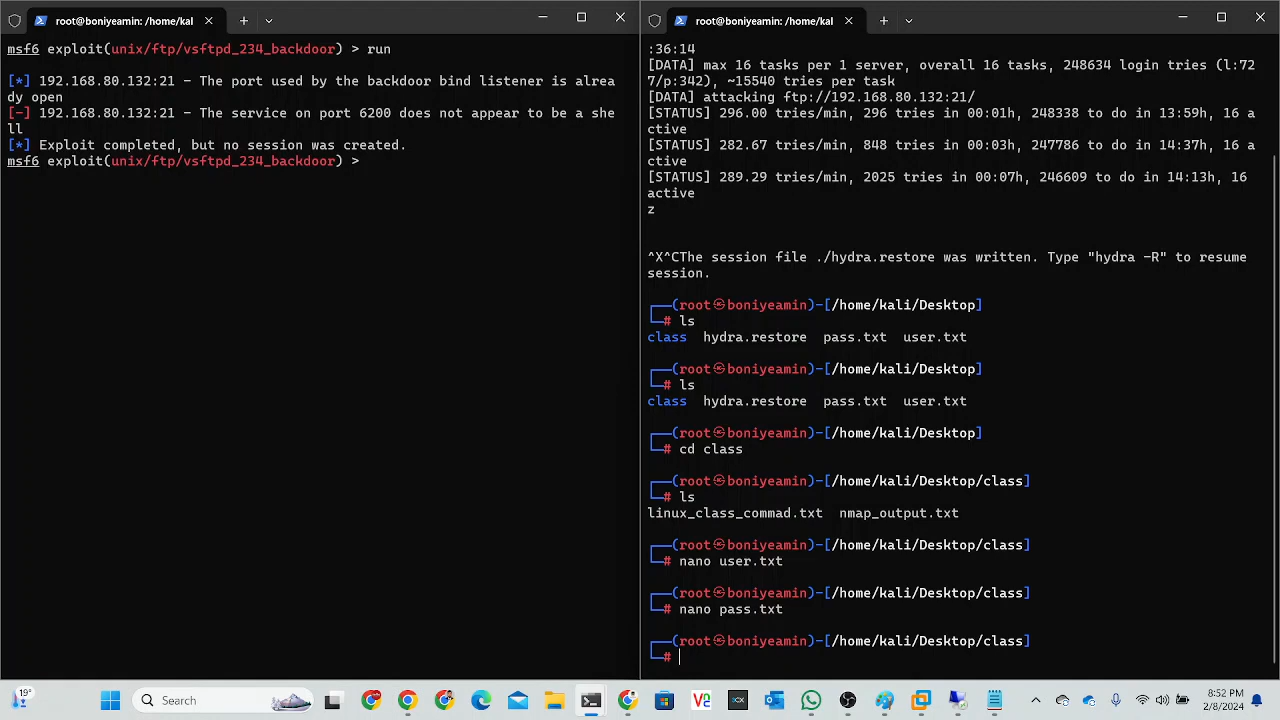 root@boniyeamin: /home/kal
msf6 exploit(unix/ftp/vsftpd_234_backdoor) > run
[*] 192.168.80.132:21 - The port used by the backdoor bind listener is alrea
dy open
[-] 192.168.80.132:21 - The service on port 6200 does not appear to be a she
ll
[*] Exploit completed, but no session was created.
msf6 exploit(unix/ftp/vsftpd_234_backdoor) >
root@boniyeamin: /home/kal
:36:14
[DATA] max 16 tasks per 1 server, overall 16 tasks, 248634 login tries (l:72
7/p:342), ~15540 tries per task
[DATA] attacking ftp://192.168.80.132:21/
[STATUS] 296.00 tries/min, 296 tries in 00:01h, 248338 to do in 13:59h, 16 a
ctive
[STATUS] 282.67 tries/min, 848 tries in 00:03h, 247786 to do in 14:37h, 16 a
ctive
[STATUS] 289.29 tries/min, 2025 tries in 00:07h, 246609 to do in 14:13h, 16
active
z
^X^CThe session file ./hydra.restore was written. Type "hydra -R" to resume
session.
┌──(root㉿boniyeamin)-[/home/kali/Desktop]
└─# ls
class  hydra.restore  pass.txt  user.txt
┌──(root㉿boniyeamin)-[/home/kali/Desktop]
└─# ls
class  hydra.restore  pass.txt  user.txt
┌──(root㉿boniyeamin)-[/home/kali/Desktop]
└─# cd class
┌──(root㉿boniyeamin)-[/home/kali/Desktop/class]
└─# ls
linux_class_commad.txt  nmap_output.txt
┌──(root㉿boniyeamin)-[/home/kali/Desktop/class]
└─# nano user.txt
┌──(root㉿boniyeamin)-[/home/kali/Desktop/class]
└─# nano pass.txt
┌──(root㉿boniyeamin)-[/home/kali/Desktop/class]
└─#
19°
Search
8:52 PM
2/8/2024